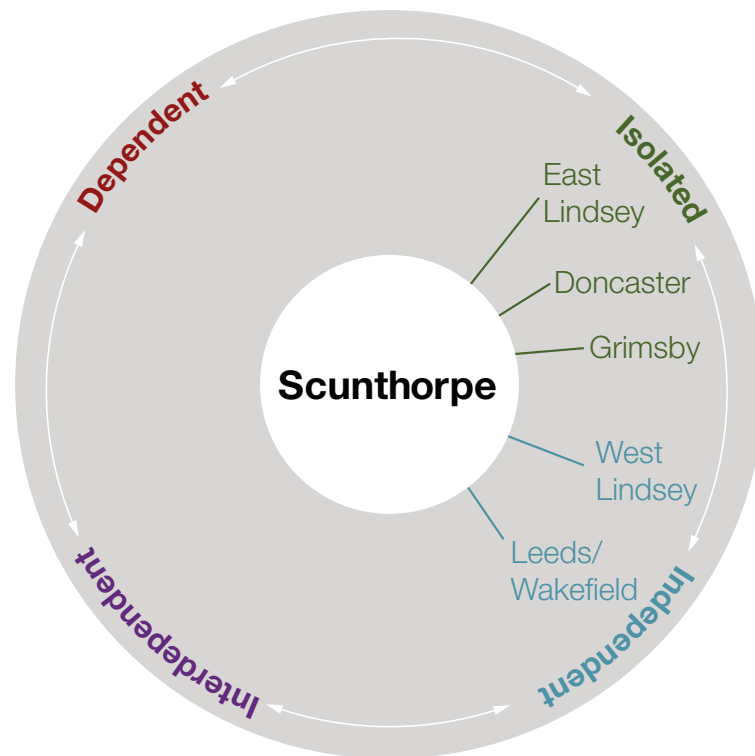 Dependent
Isolated
East
Lindsey
Doncaster
Grimsby
Scunthorpe
West
Lindsey
Leeds/
Wakefield
Interdependent
Independent